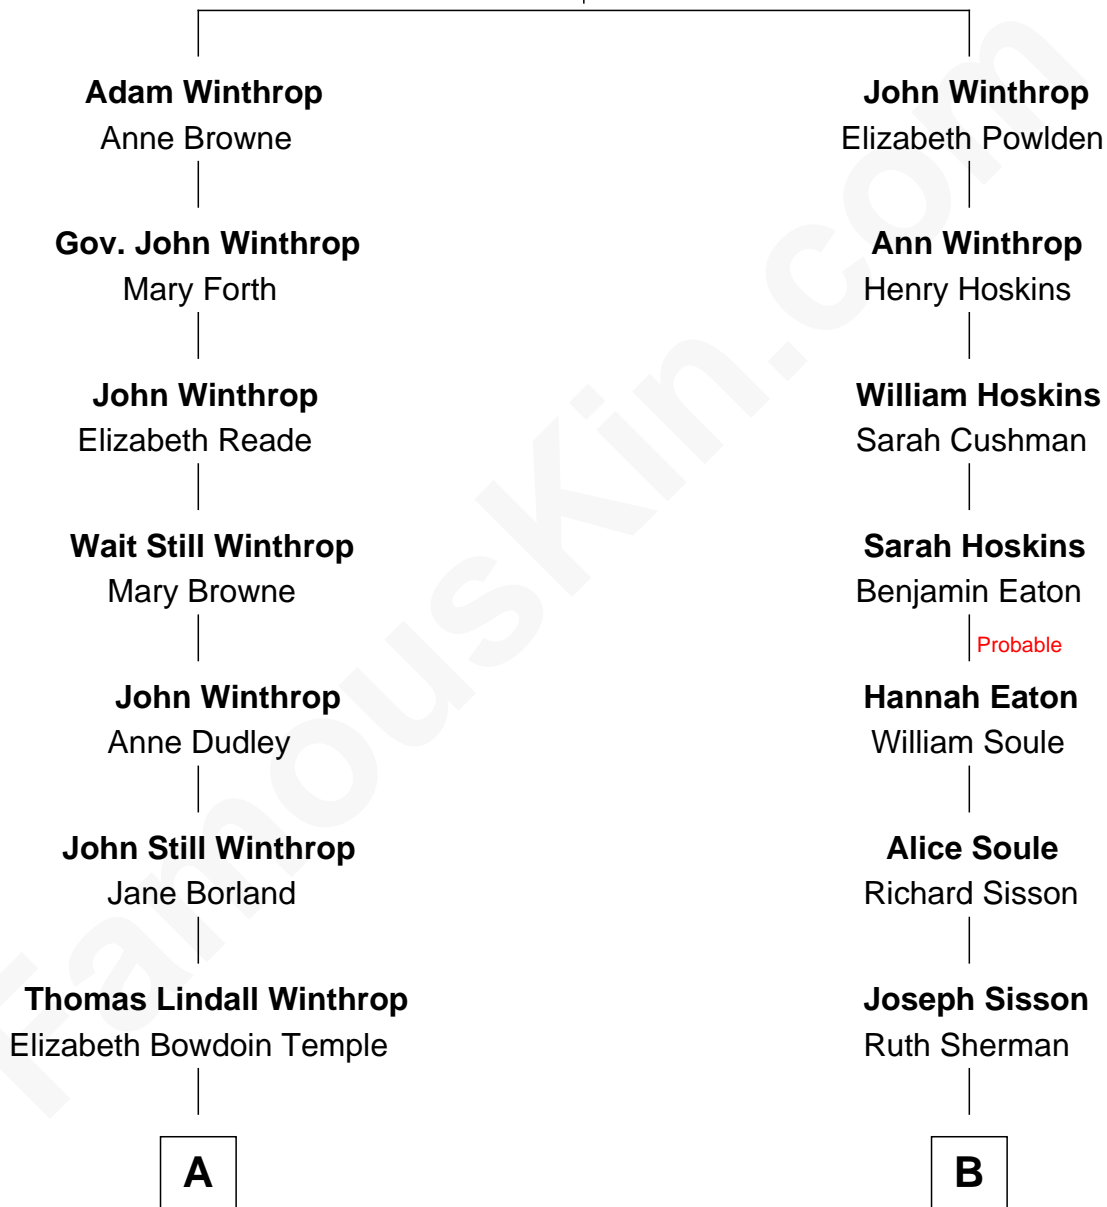 Adam Winthrop
Anne Browne
Gov. John Winthrop
Mary Forth
John Winthrop
Elizabeth Reade
Wait Still Winthrop
Mary Browne
John Winthrop
Anne Dudley
John Still Winthrop
Jane Borland
Thomas Lindall Winthrop
Elizabeth Bowdoin Temple
A
John Winthrop
Elizabeth Powlden
Ann Winthrop
Henry Hoskins
William Hoskins
Sarah Cushman
Sarah Hoskins
Benjamin Eaton
Probable
Hannah Eaton
William Soule
Alice Soule
Richard Sisson
Joseph Sisson
Ruth Sherman
B
FamousKin.com